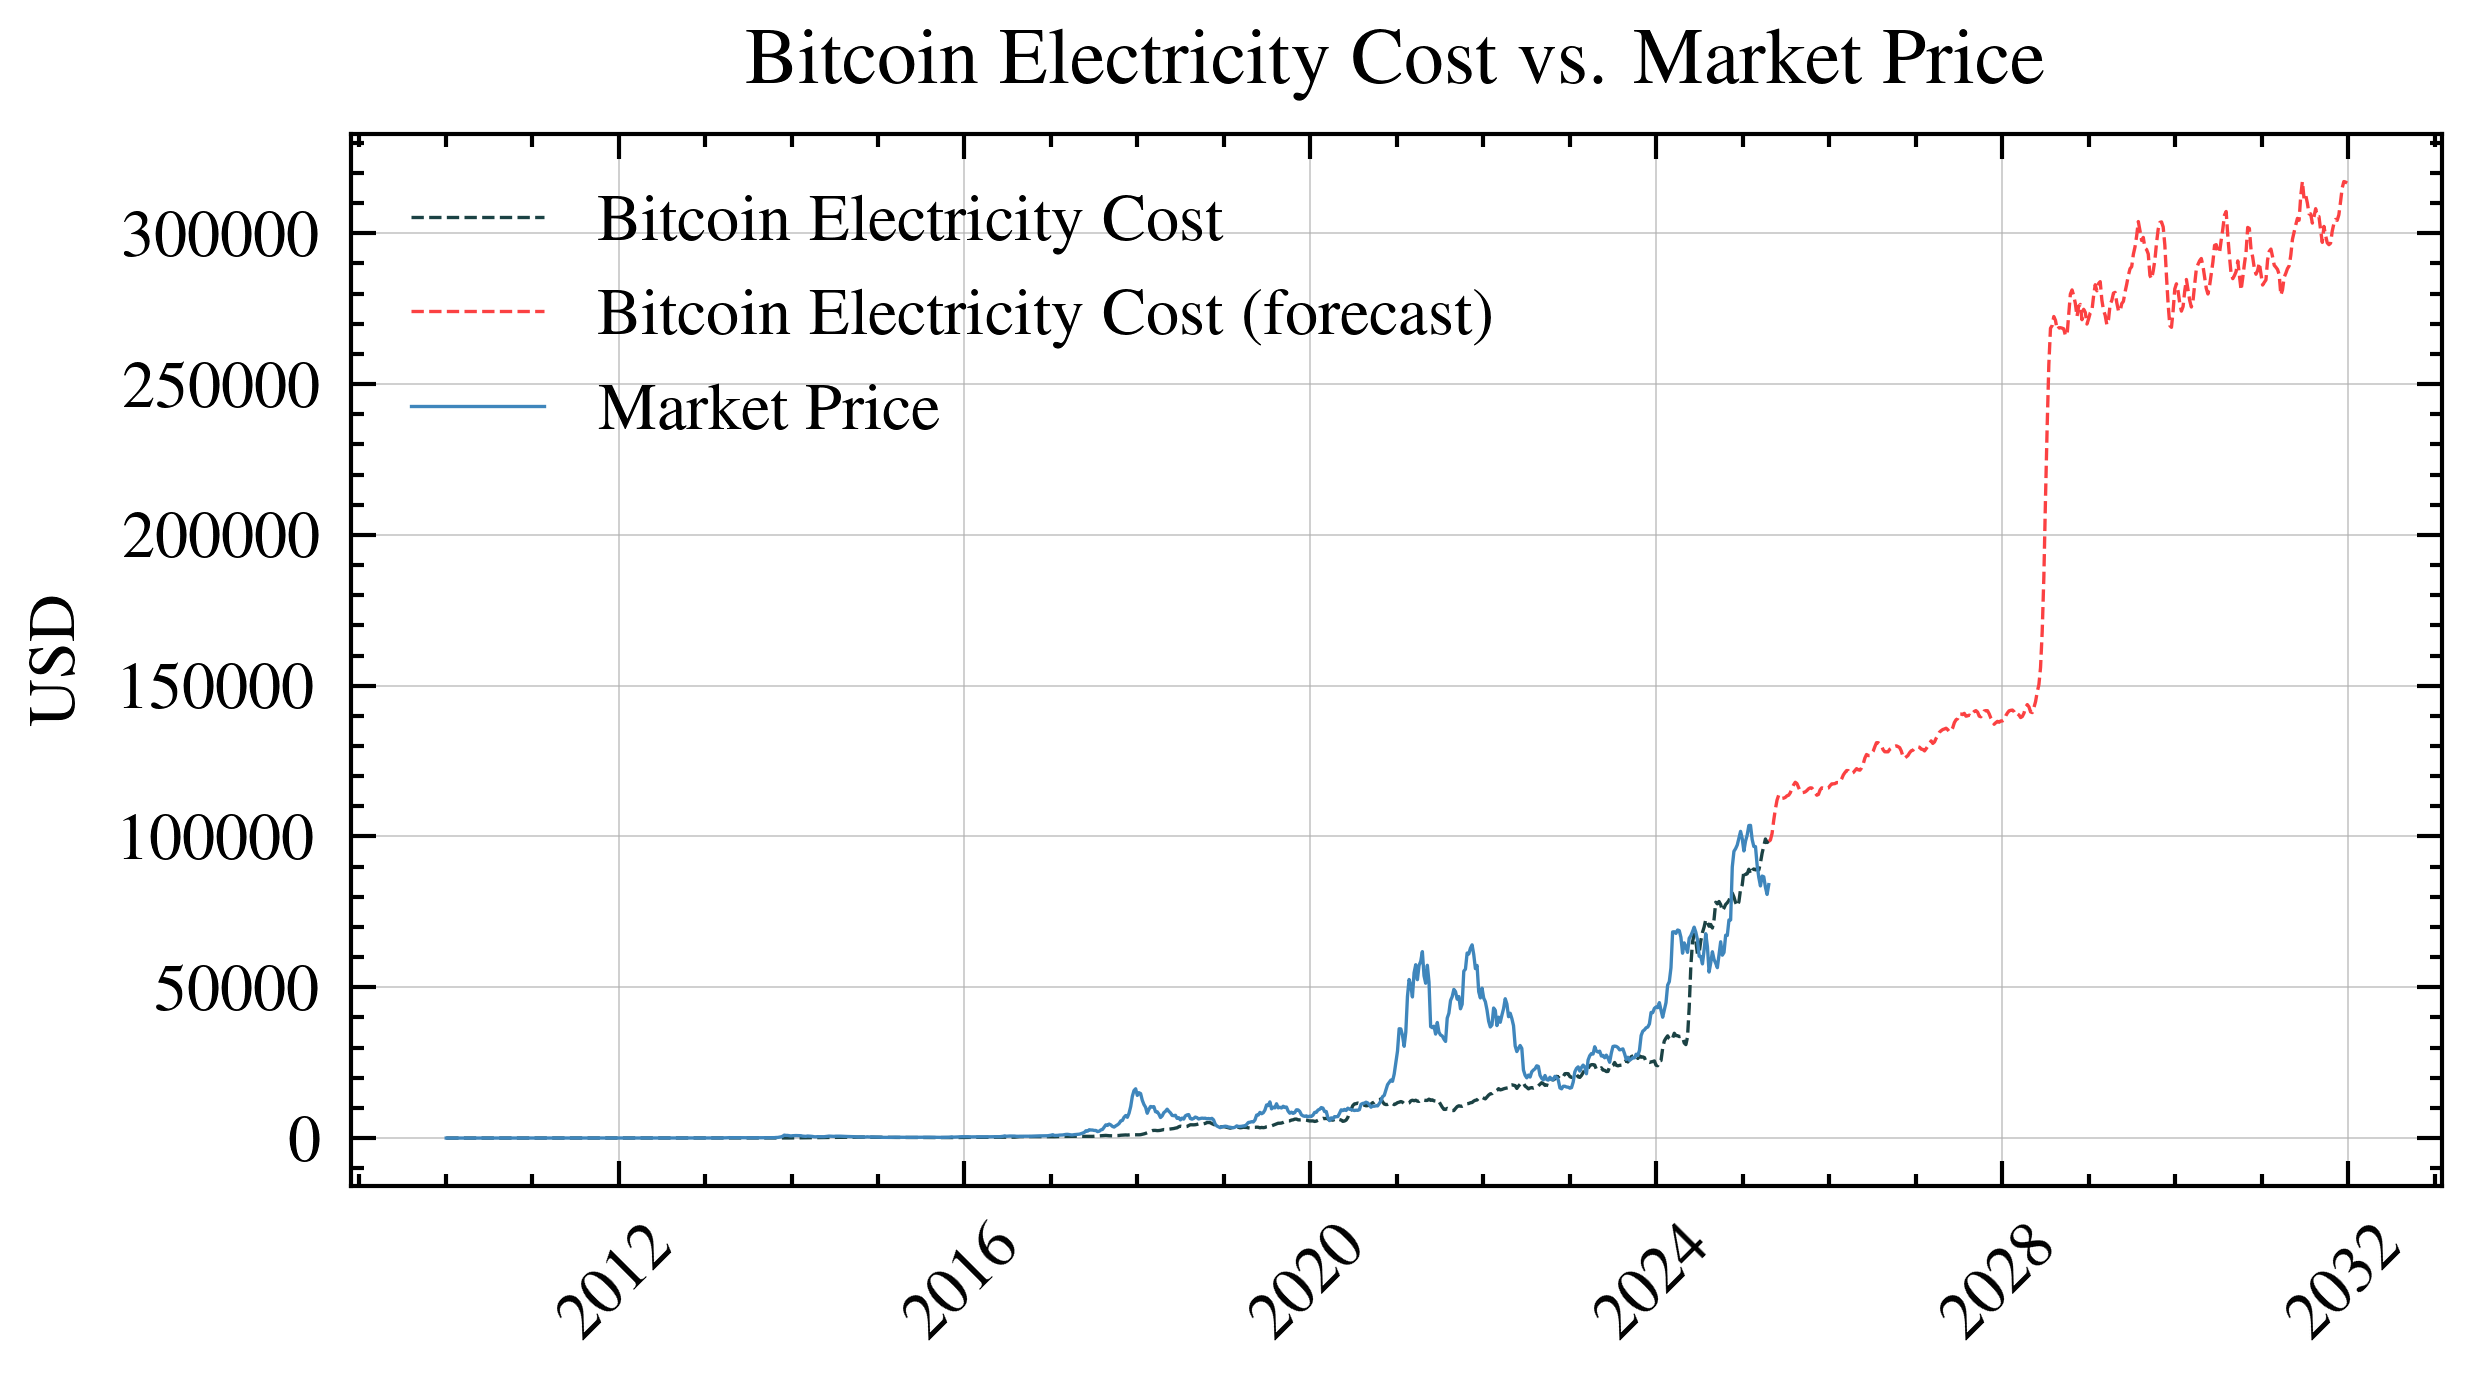 Bitcoin Electricity Cost vs. Market Price
Bitcoin Electricity Cost
Bitcoin Electricity Cost (forecast)
Market Price
USD
300000
250000
200000
150000
100000
50000
0
2012
2016
2020
2024
2028
2032